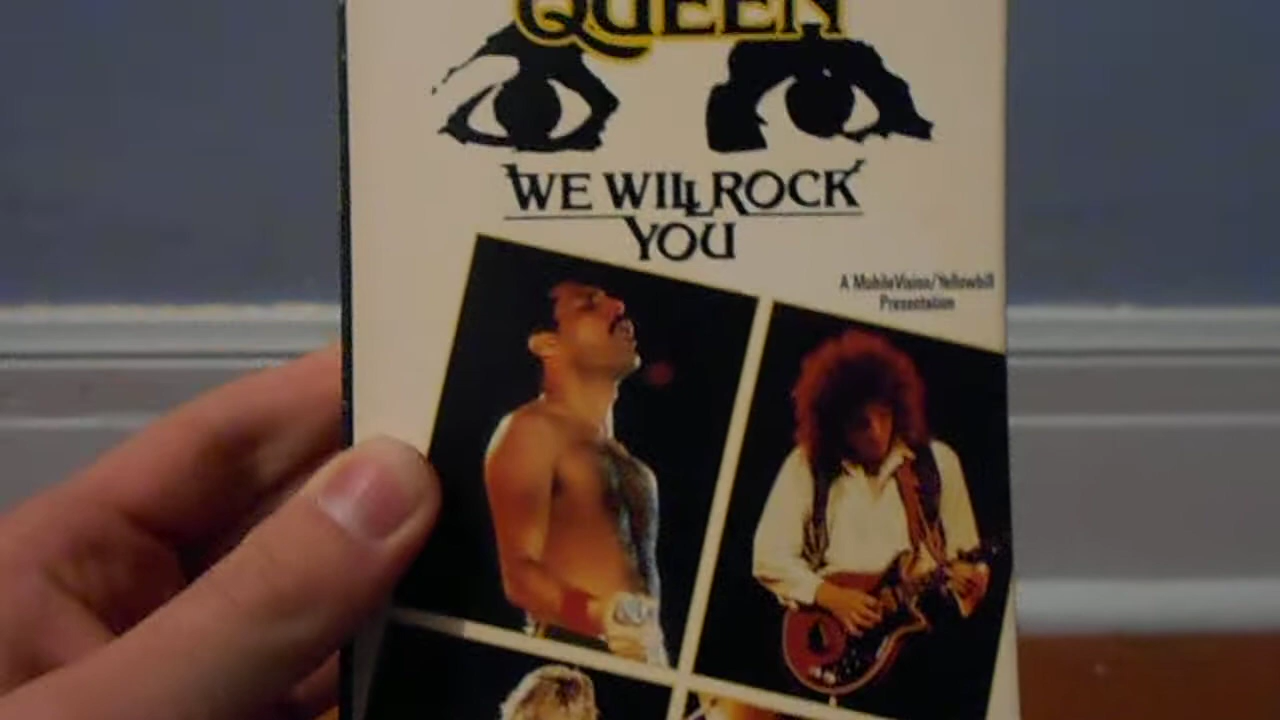 QUEEN
WE WILL ROCK
YOU
A MobileVision/Yellowbill
Presentation